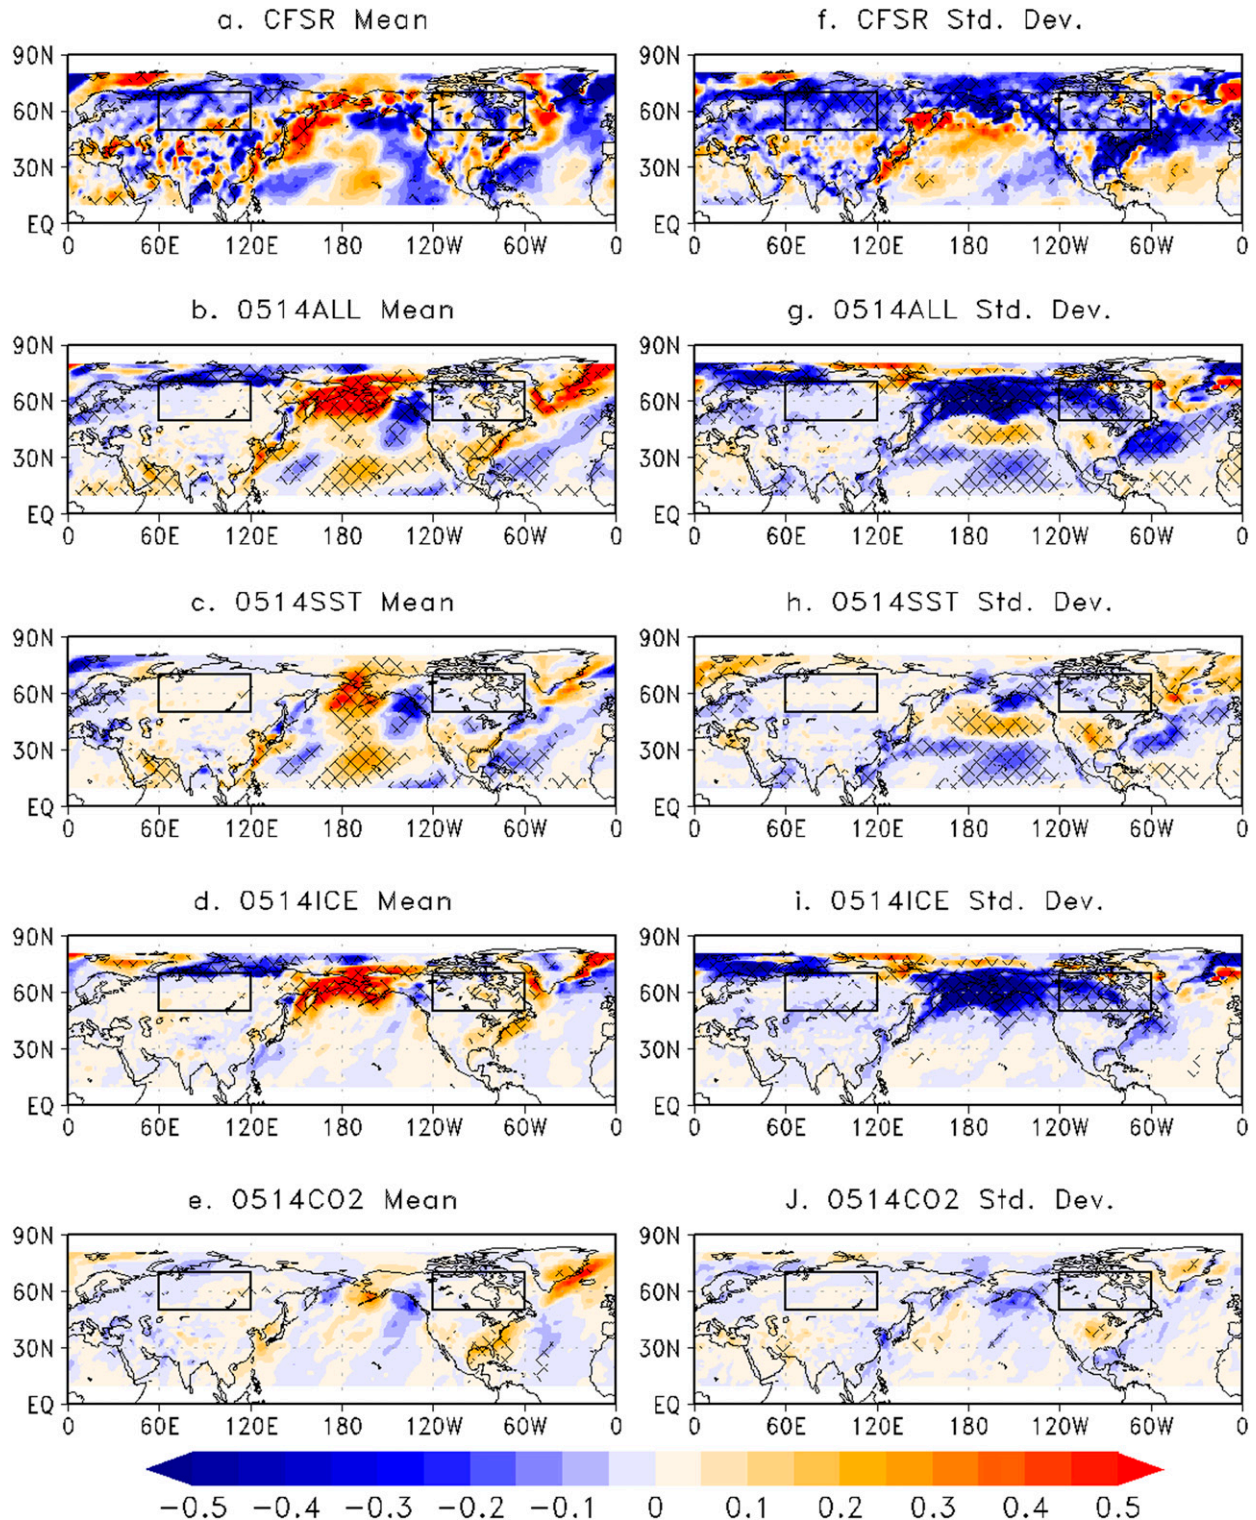 a. CFSR Mean
f. CFSR Std. Dev.
90N
60N
30N
EQ
0 60E 120E 180 120W 60W 0
90N
60N
30N
EQ
0 60E 120E 180 120W 60W 0
b. 0514ALL Mean
g. 0514ALL Std. Dev.
90N
60N
30N
EQ
0 60E 120E 180 120W 60W 0
90N
60N
30N
EQ
0 60E 120E 180 120W 60W 0
c. 0514SST Mean
h. 0514SST Std. Dev.
90N
60N
30N
EQ
0 60E 120E 180 120W 60W 0
90N
60N
30N
EQ
0 60E 120E 180 120W 60W 0
d. 0514ICE Mean
i. 0514ICE Std. Dev.
90N
60N
30N
EQ
0 60E 120E 180 120W 60W 0
90N
60N
30N
EQ
0 60E 120E 180 120W 60W 0
e. 0514CO2 Mean
J. 0514CO2 Std. Dev.
90N
60N
30N
EQ
0 60E 120E 180 120W 60W 0
90N
60N
30N
EQ
0 60E 120E 180 120W 60W 0
−0.5 −0.4 −0.3 −0.2 −0.1 0 0.1 0.2 0.3 0.4 0.5